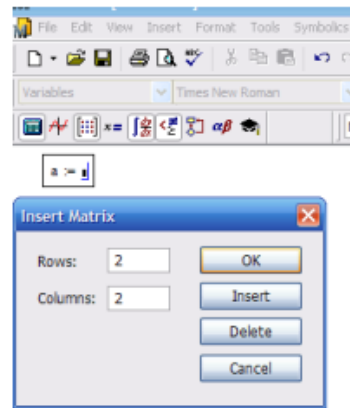 File Edit View Insert Format Tools Symbolics
Variables Times New Roman
x= αβ
a :=
Insert Matrix
Rows: 2 OK
Columns: 2 Insert
Delete
Cancel